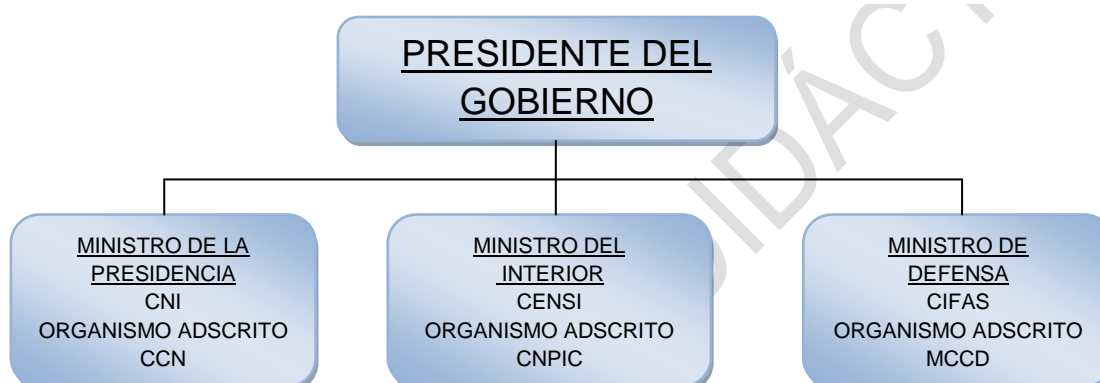 PRESIDENTE DEL
GOBIERNO
MINISTRO DE LA
PRESIDENCIA
CNI
ORGANISMO ADSCRITO
CCN
MINISTRO DEL
INTERIOR
CENSI
ORGANISMO ADSCRITO
CNPIC
MINISTRO DE
DEFENSA
CIFAS
ORGANISMO ADSCRITO
MCCD